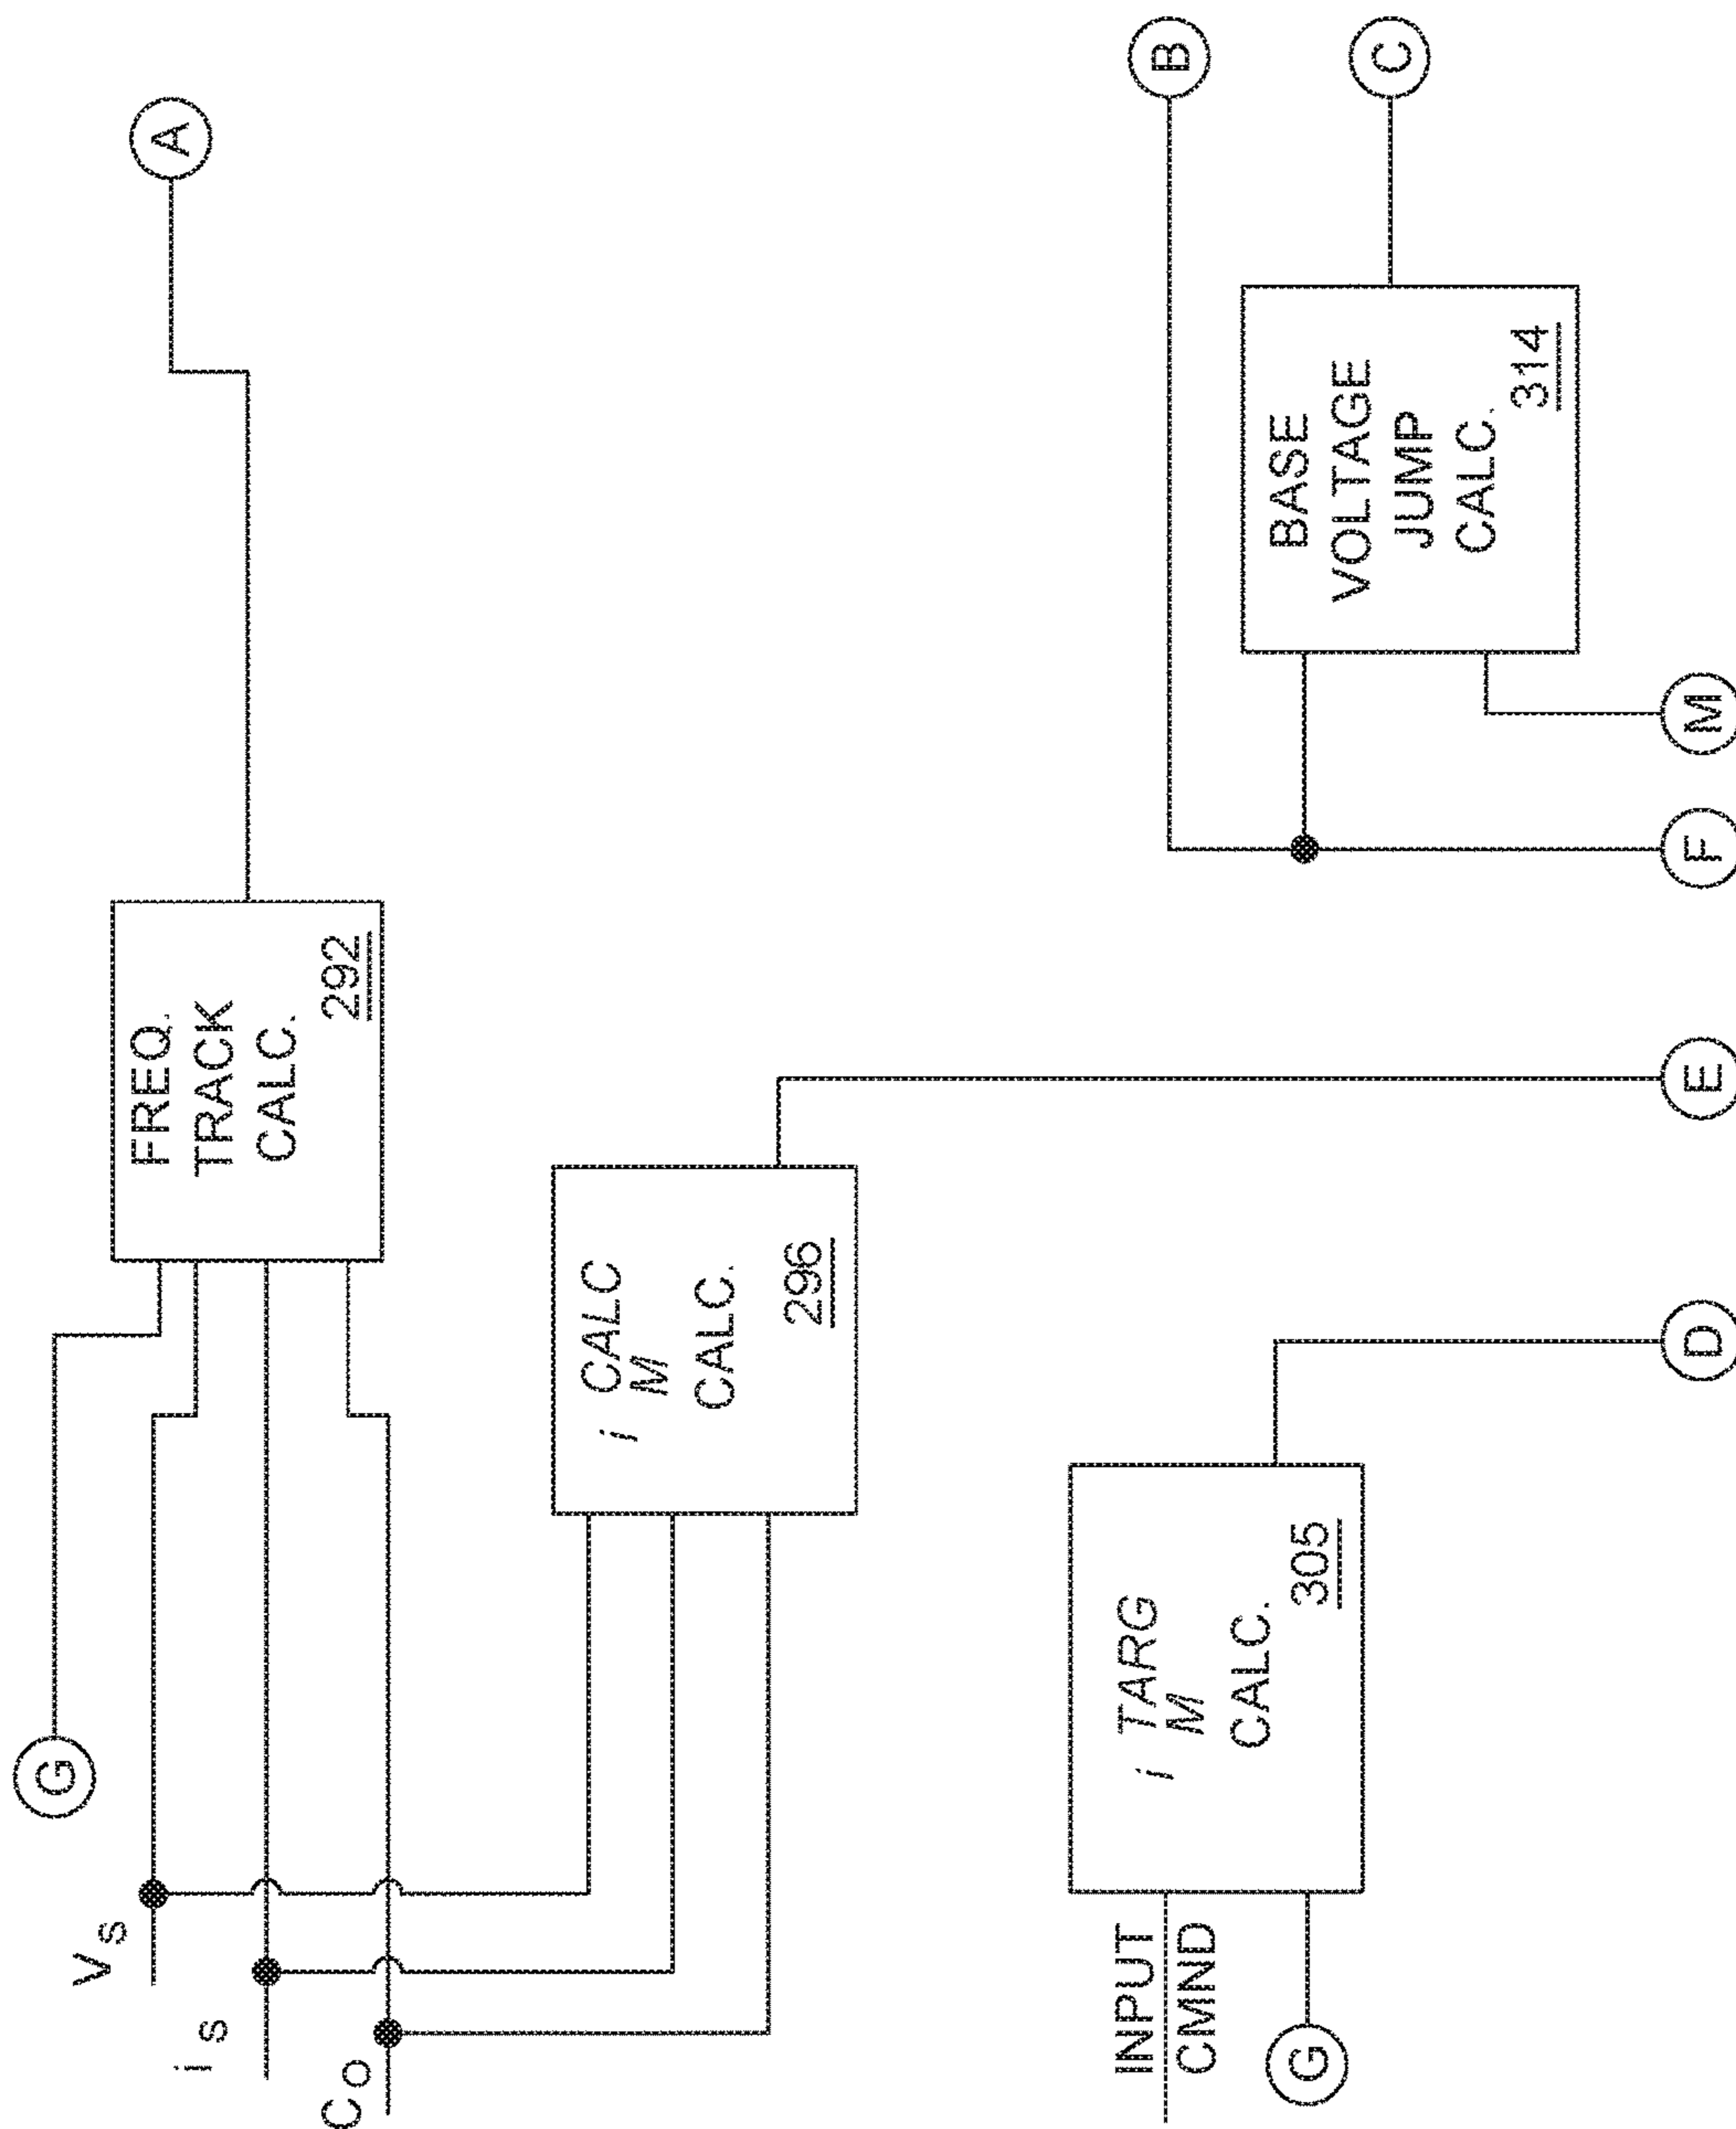 G
V s
i s
C O
FREQ.
TRACK
CALC.
292
A
i CALC
M
CALC.
296
INPUT
CMND
G
i TARG
M
CALC.
305
B
BASE
VOLTAGE
JUMP
CALC.
314
C
D
E
F
M